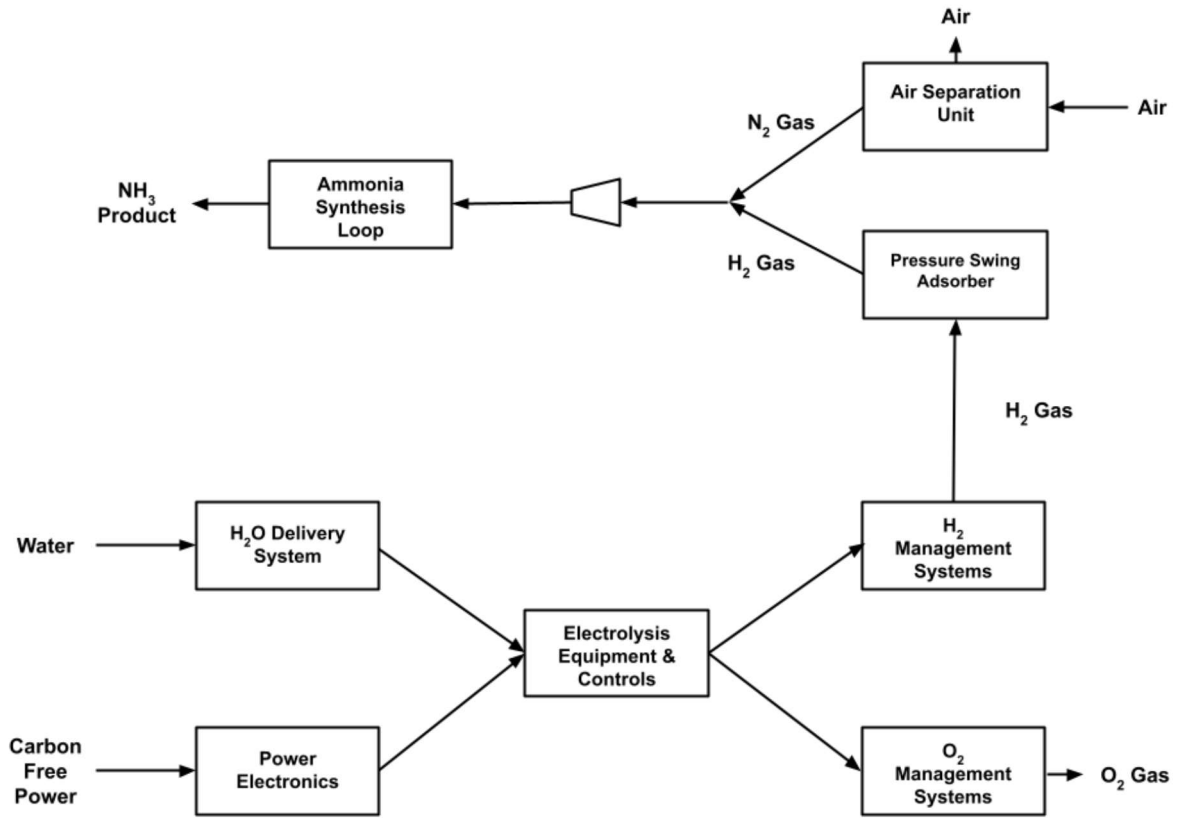 Air
Air Separation
Unit
Air
N₂ Gas
NH₃
Product
Ammonia
Synthesis
Loop
H₂ Gas
Pressure Swing
Adsorber
H₂ Gas
Water
H₂O Delivery
System
H₂
Management
Systems
Electrolysis
Equipment &
Controls
Carbon
Free
Power
Power
Electronics
O₂
Management
Systems
O₂ Gas